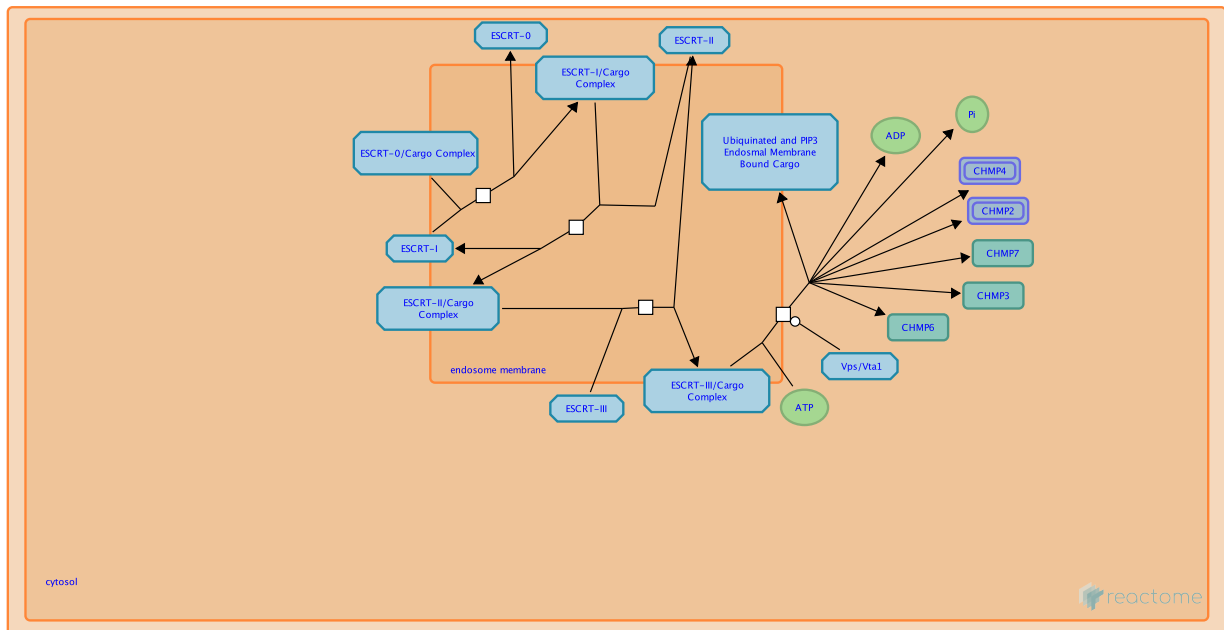 ESCRT-0
ESCRT-II
ESCRT-I/Cargo
Complex
Pi
ADP
Ubiquinated and PIP3
Endosmal Membrane
Bound Cargo
ESCRT-0/Cargo Complex
CHMP4
CHMP2
ESCRT-I
CHMP7
CHMP3
ESCRT-II/Cargo
Complex
CHMP6
Vps/Vta1
endosome membrane
ESCRT-III/Cargo
Complex
ESCRT-III
ATP
cytosol
reactome